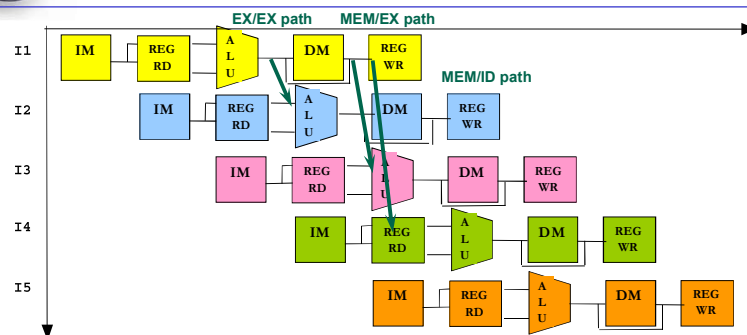 EX/EX path MEM/EX path
I1 IM REG RD A L U DM REG WR
MEM/ID path
I2 IM REG RD A L U DM REG WR
I3 IM REG RD A L U DM REG WR
I4 IM REG RD A L U DM REG WR
I5 IM REG RD A L U DM REG WR